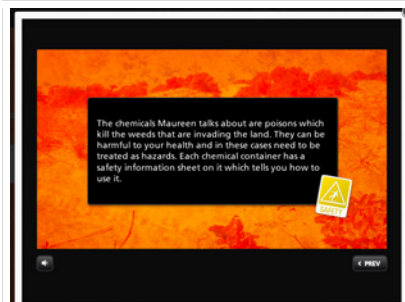 The chemicals Maureen talks about are poisons which
kill the weeds that are invading the land. They can be
harmful to your health and in these cases need to be
treated as hazards. Each chemical container has a
safety information sheet on it which tells you how to
use it.
SAFETY
< PREV